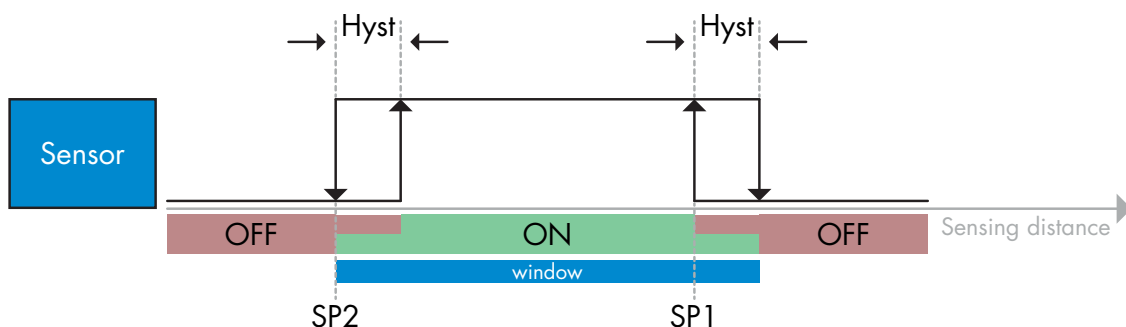 Hyst
Hyst
Sensor
OFF
ON
OFF
Sensing distance
window
SP2
SP1